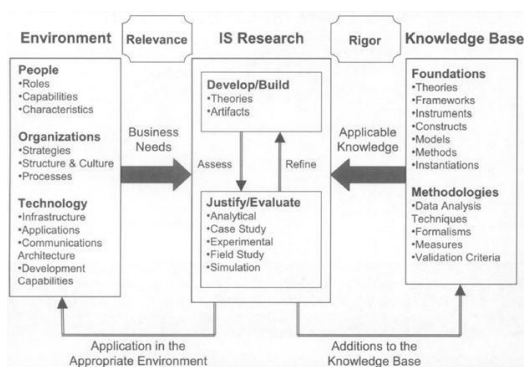 Environment
Relevance
IS Research
Rigor
Knowledge Base
People
•Roles
•Capabilities
•Characteristics
Organizations
•Strategies
•Structure & Culture
•Processes
Technology
•Infrastructure
•Applications
•Communications
Architecture
•Development
Capabilities
Business
Needs
Develop/Build
•Theories
•Artifacts
Assess
Refine
Justify/Evaluate
•Analytical
•Case Study
•Experimental
•Field Study
•Simulation
Applicable
Knowledge
Foundations
•Theories
•Frameworks
•Instruments
•Constructs
•Models
•Methods
•Instantiations
Methodologies
•Data Analysis
Techniques
•Formalisms
•Measures
•Validation Criteria
Application in the
Appropriate Environment
Additions to the
Knowledge Base